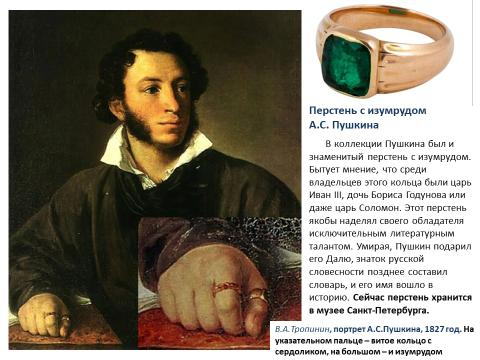 Перстень с изумрудом
А.С. Пушкина
В коллекции Пушкина был и
знаменитый перстень с изумрудом.
Бытует мнение, что среди
владельцев этого кольца были царь
Иван III, дочь Бориса Годунова или
даже царь Соломон. Этот перстень
якобы наделял своего обладателя
исключительным литературным
талантом. Умирая, Пушкин подарил
его Далю, знаток русской
словесности позднее составил
словарь, и его имя вошло в
историю. Сейчас перстень хранится
в музее Санкт-Петербурга.
В.А.Тропинин, портрет А.С.Пушкина, 1827 год. На
указательном пальце – витое кольцо с
сердоликом, на большом – и изумрудом